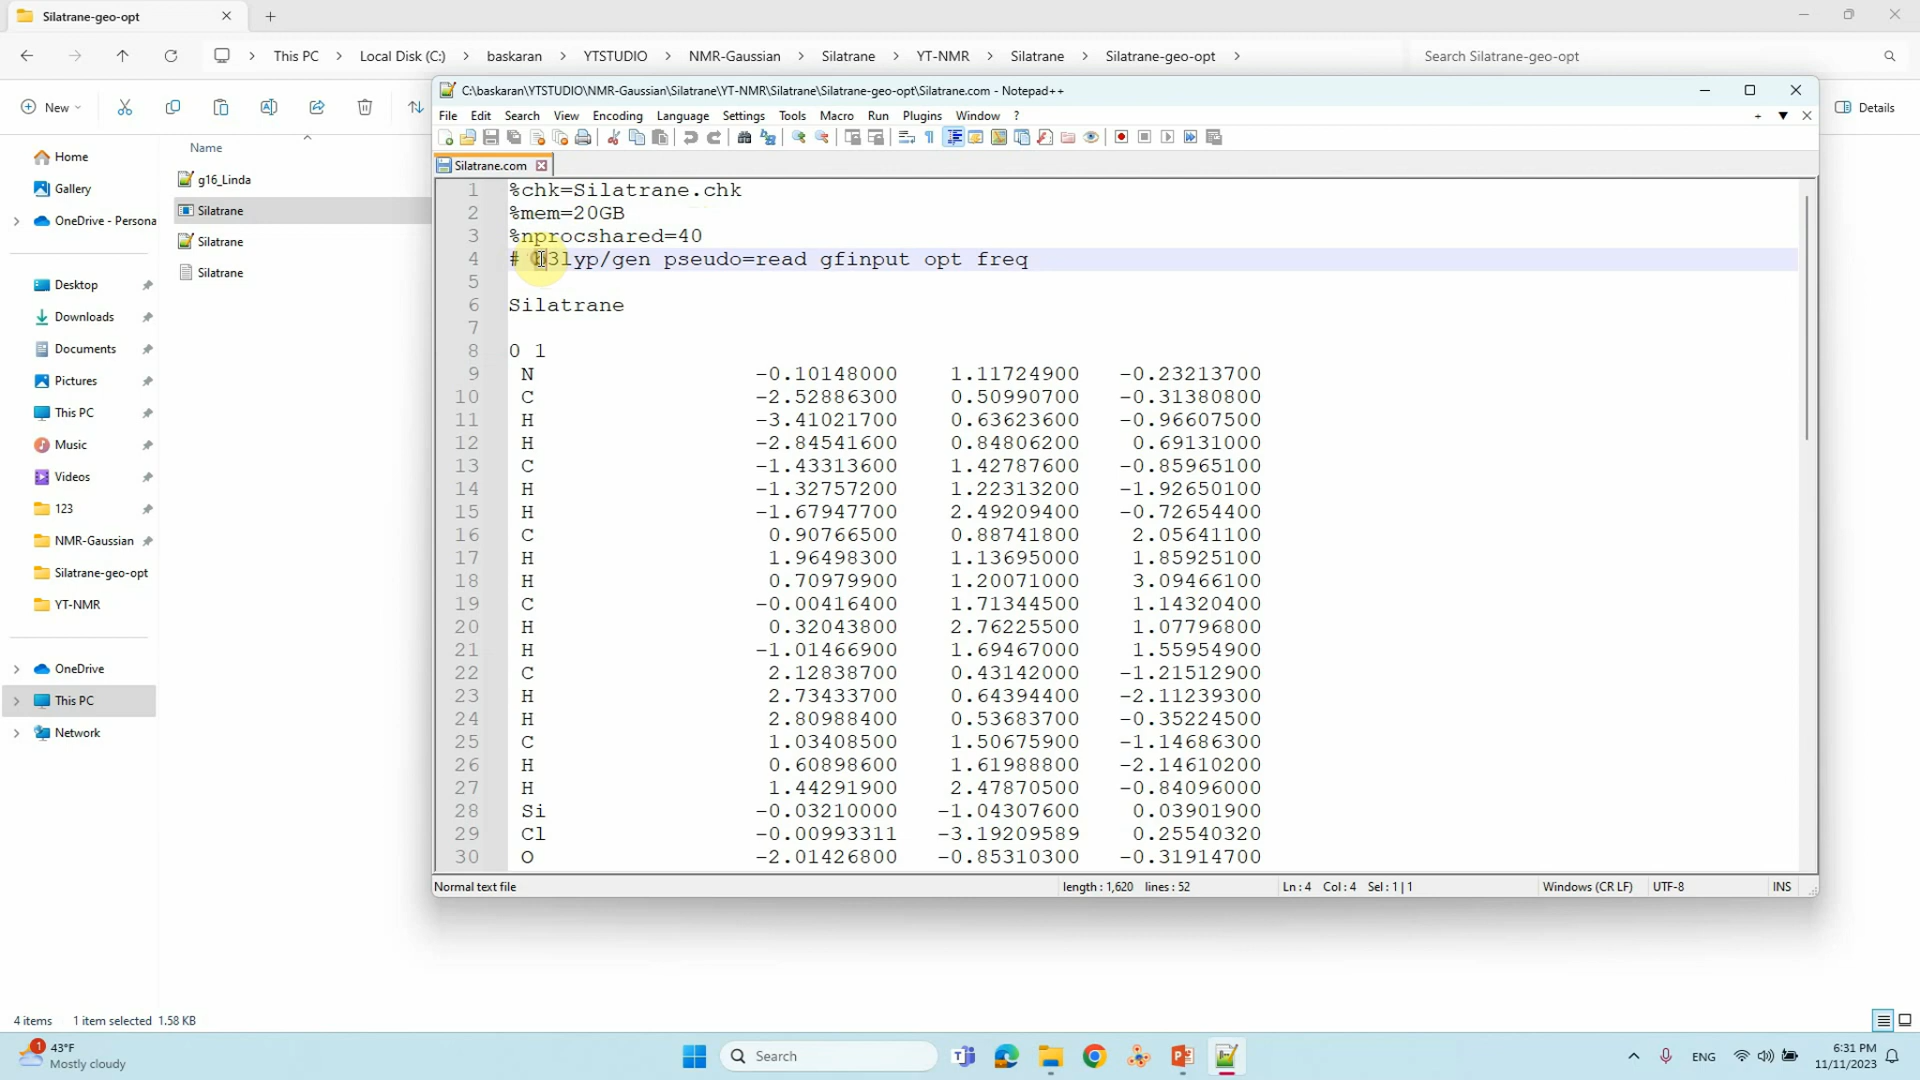 Silatrane-geo-opt
This PC
Local Disk (C:)
baskaran
YTSTUDIO
NMR-Gaussian
Silatrane
YT-NMR
Silatrane
Silatrane-geo-opt
Search Silatrane-geo-opt
New
Details
C:\baskaran\YTSTUDIO\NMR-Gaussian\Silatrane\YT-NMR\Silatrane\Silatrane-geo-opt\Silatrane.com - Notepad++
File Edit Search View Encoding Language Settings Tools Macro Run Plugins Window ?
Silatrane.com
Name
g16_Linda
Silatrane
Silatrane
Silatrane
Home
Gallery
OneDrive - Persona
Desktop
Downloads
Documents
Pictures
This PC
Music
Videos
123
NMR-Gaussian
Silatrane-geo-opt
YT-NMR
OneDrive
This PC
Network
1 %chk=Silatrane.chk
2 %mem=20GB
3 %nprocshared=40
4 # 3lyp/gen pseudo=read gfinput opt freq
5
6 Silatrane
7
8 0 1
9 N -0.10148000 1.11724900 -0.23213700
10 C -2.52886300 0.50990700 -0.31380800
11 H -3.41021700 0.63623600 -0.96607500
12 H -2.84541600 0.84806200 0.69131000
13 C -1.43313600 1.42787600 -0.85965100
14 H -1.32757200 1.22313200 -1.92650100
15 H -1.67947700 2.49209400 -0.72654400
16 C 0.90766500 0.88741800 2.05641100
17 H 1.96498300 1.13695000 1.85925100
18 H 0.70979900 1.20071000 3.09466100
19 C -0.00416400 1.71344500 1.14320400
20 H 0.32043800 2.76225500 1.07796800
21 H -1.01466900 1.69467000 1.55954900
22 C 2.12838700 0.43142000 -1.21512900
23 H 2.73433700 0.64394400 -2.11239300
24 H 2.80988400 0.53683700 -0.35224500
25 C 1.03408500 1.50675900 -1.14686300
26 H 0.60898600 1.61988800 -2.14610200
27 H 1.44291900 2.47870500 -0.84096000
28 Si -0.03210000 -1.04307600 0.03901900
29 Cl -0.00993311 -3.19209589 0.25540320
30 O -2.01426800 -0.85310300 -0.31914700
Normal text file
length : 1,620 lines : 52
Ln : 4 Col : 4 Sel : 1 | 1
Windows (CR LF)
UTF-8
INS
4 items
1 item selected 1.58 KB
1
43°F
Mostly cloudy
Search
ENG
6:31 PM
11/11/2023